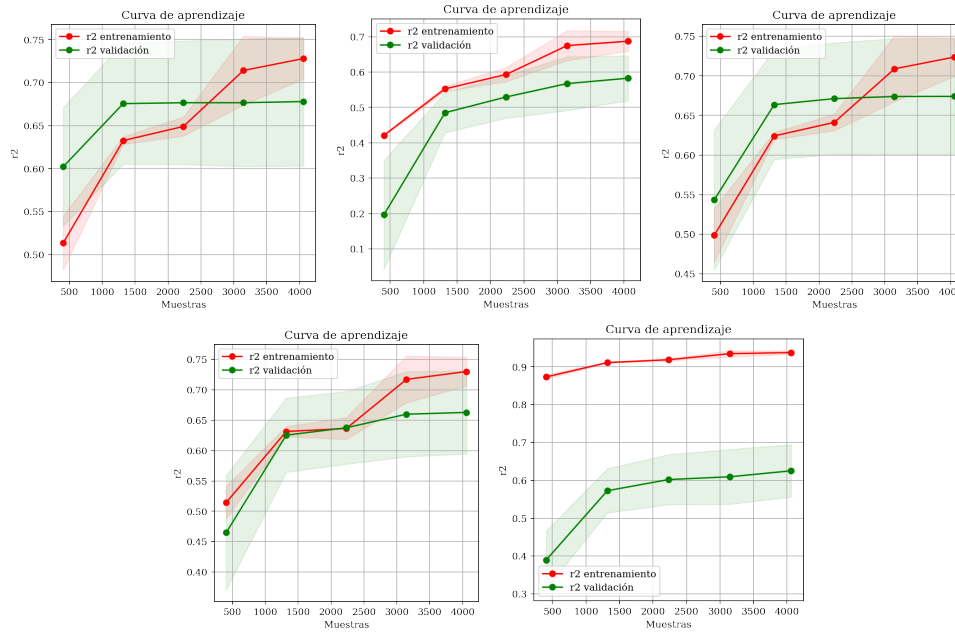 Curva de aprendizaje
r2 entrenamiento
r2 validación
0.75
0.70
0.65
0.60
0.55
0.50
r2
500 1000 1500 2000 2500 3000 3500 4000
Muestras
Curva de aprendizaje
r2 entrenamiento
r2 validación
0.7
0.6
0.5
0.4
0.3
0.2
0.1
r2
500 1000 1500 2000 2500 3000 3500 4000
Muestras
Curva de aprendizaje
r2 entrenamiento
r2 validación
0.75
0.70
0.65
0.60
0.55
0.50
0.45
r2
500 1000 1500 2000 2500 3000 3500 4000
Muestras
Curva de aprendizaje
r2 entrenamiento
r2 validación
0.75
0.70
0.65
0.60
0.55
0.50
0.45
0.40
r2
500 1000 1500 2000 2500 3000 3500 4000
Muestras
Curva de aprendizaje
0.9
0.8
0.7
0.6
0.5
0.4
0.3
r2
r2 entrenamiento
r2 validación
500 1000 1500 2000 2500 3000 3500 4000
Muestras